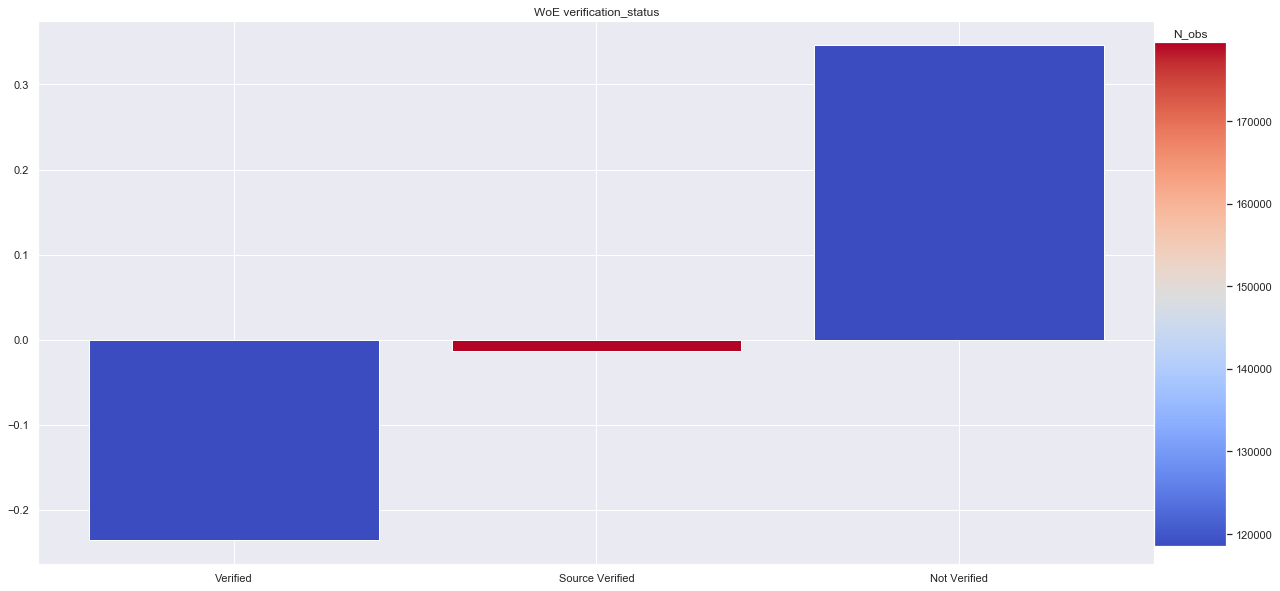 WoE verification_status
N_obs
0.3
0.2
0.1
0.0
−0.1
−0.2
Verified
Source Verified
Not Verified
170000
160000
150000
140000
130000
120000